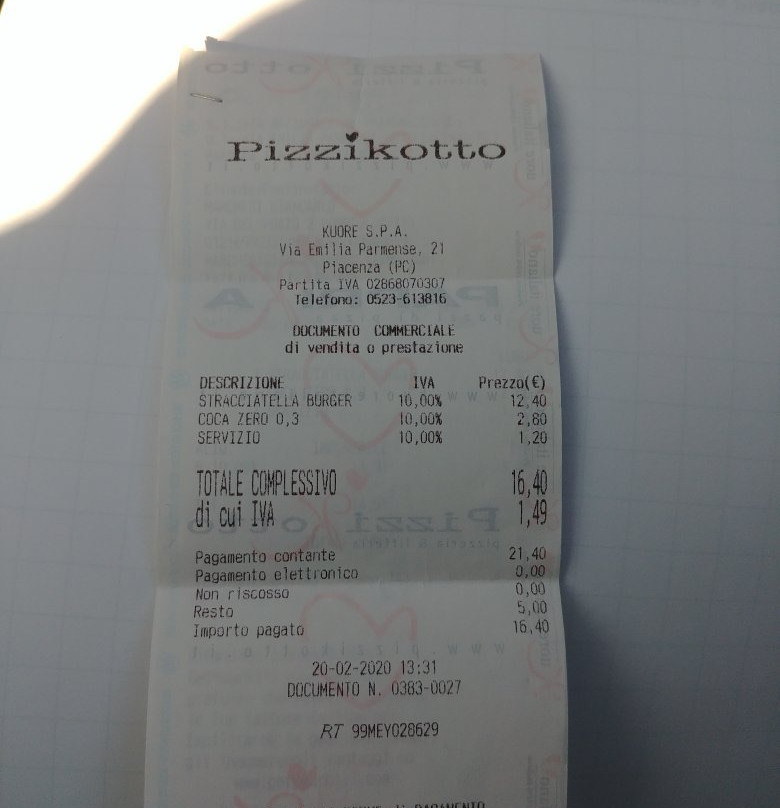 Pizzikotto
KUORE S.P.A.
Via Emilia Parmense, 21
Piacenza (PC)
Partita IVA 02868070307
Telefono: 0523-613816
DOCUMENTO COMMERCIALE
di vendita o prestazione
DESCRIZIONE IVA Prezzo(€)
STRACCIATELLA BURGER 10,00% 12,40
COCA ZERO 0,3 10,00% 2,80
SERVIZIO 10,00% 1,20
TOTALE COMPLESSIVO 16,40
di cui IVA 1,49
Pagamento contante 21,40
Pagamento elettronico 0,00
Non riscosso 0,00
Resto 5,00
Importo pagato 16,40
20-02-2020 13:31
DOCUMENTO N. 0383-0027
RT 99MEY028629